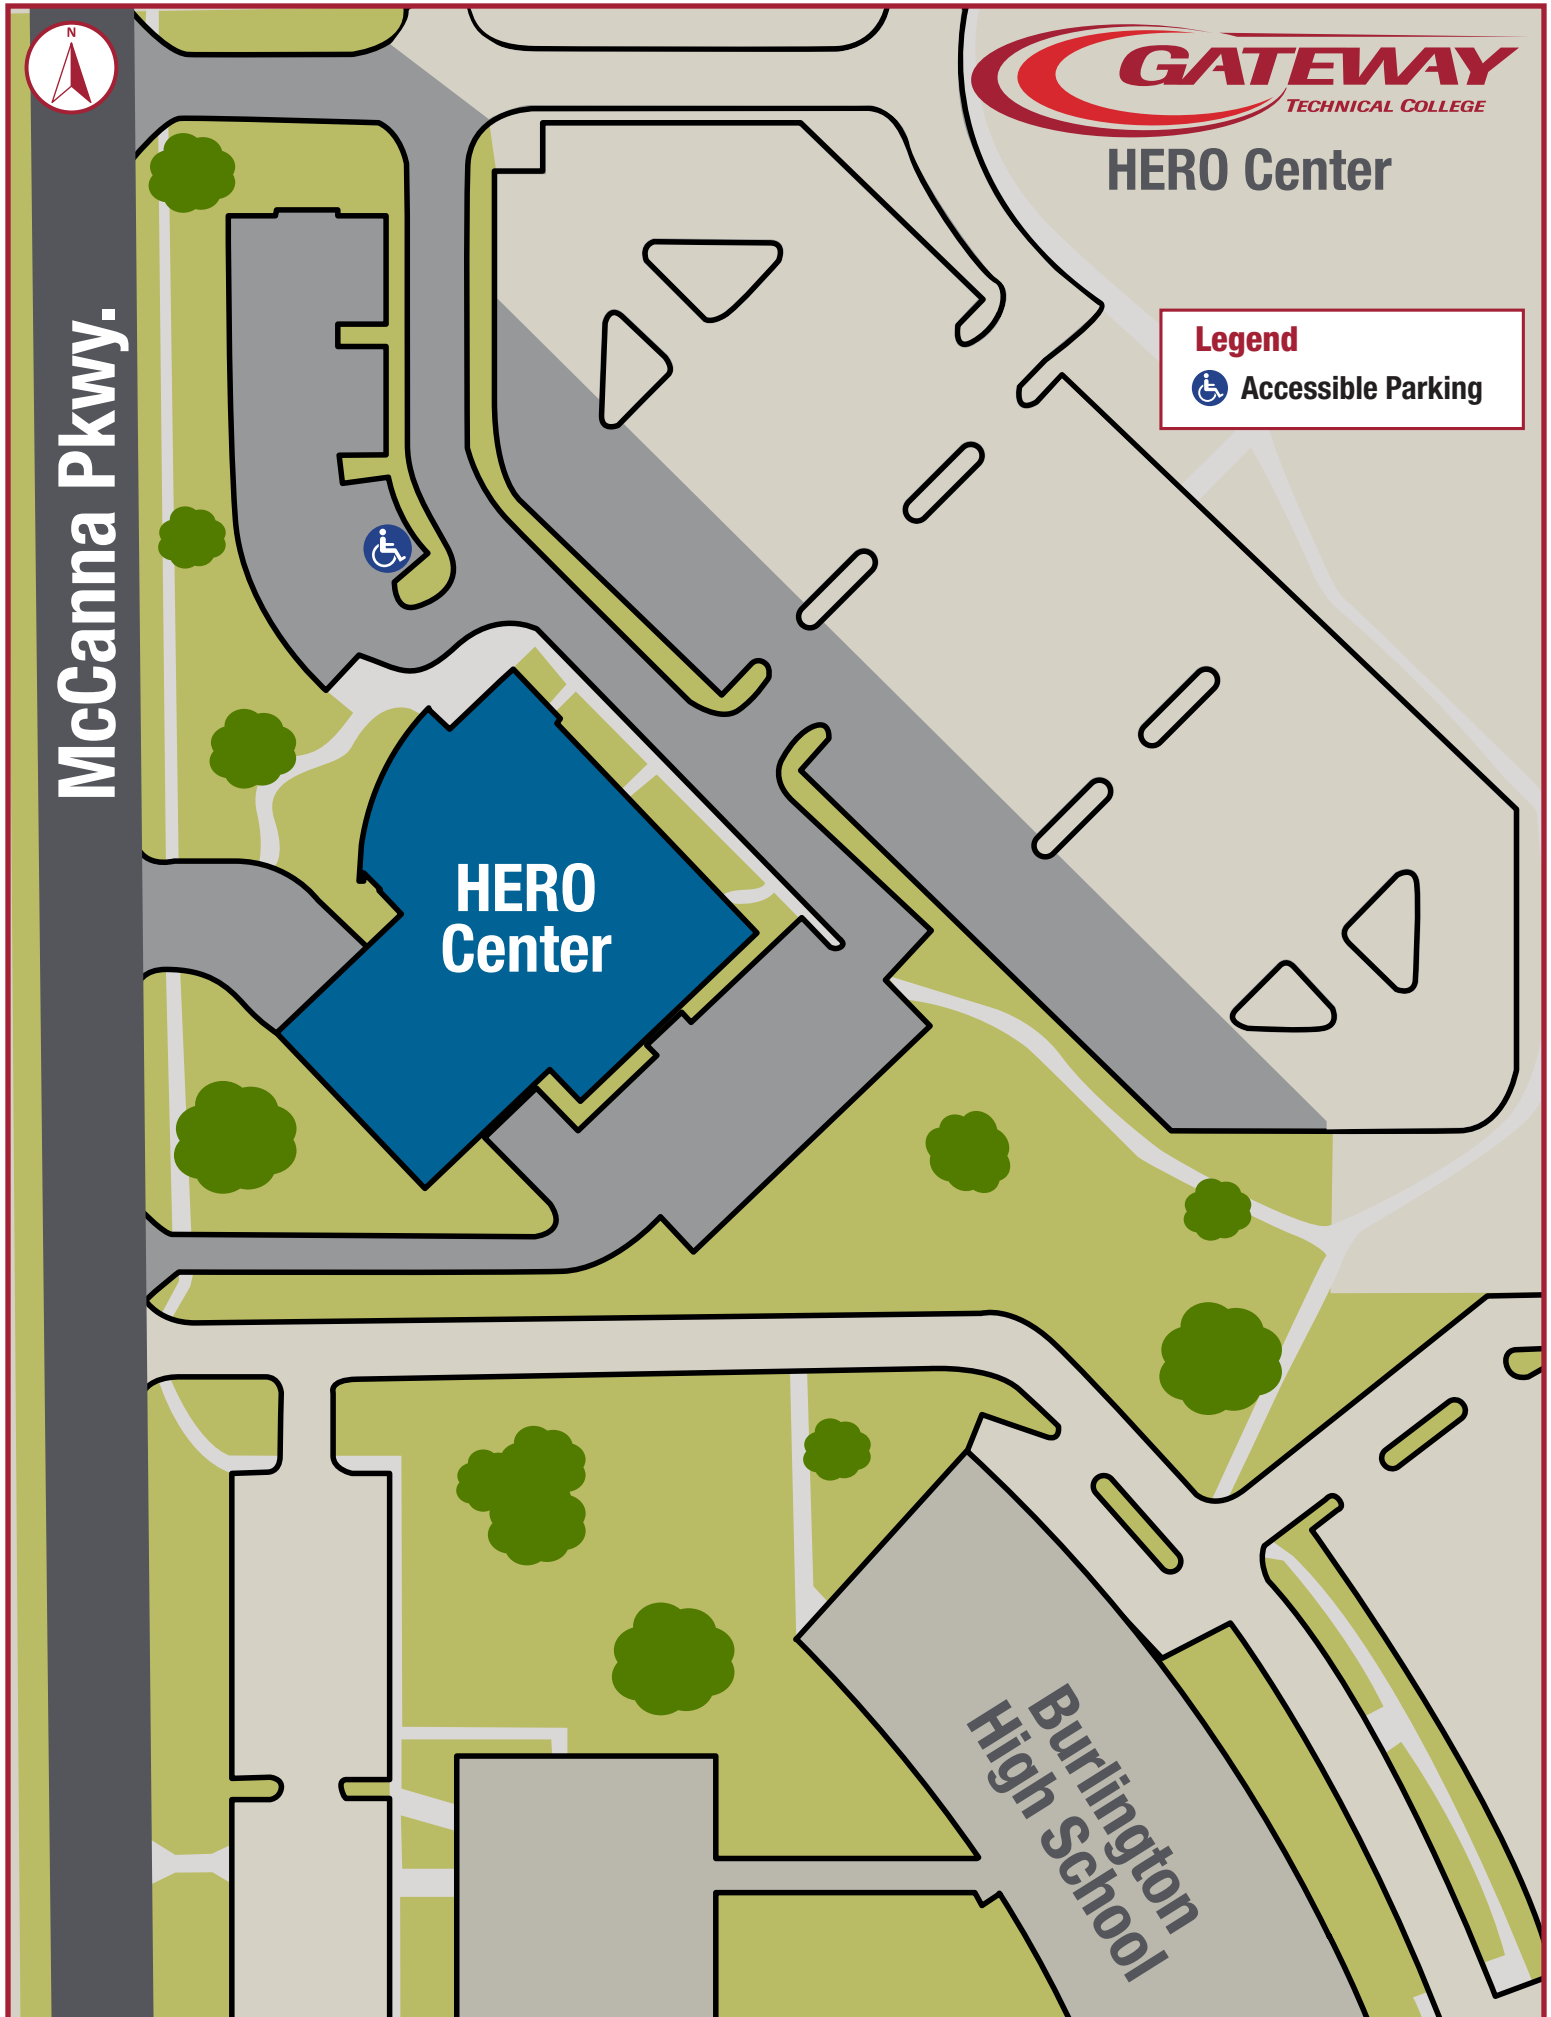 N
GATEWAY
TECHNICAL COLLEGE
HERO Center
Legend
Accessible Parking
McCanna Pkwy.
HERO
Center
Burlington
High School